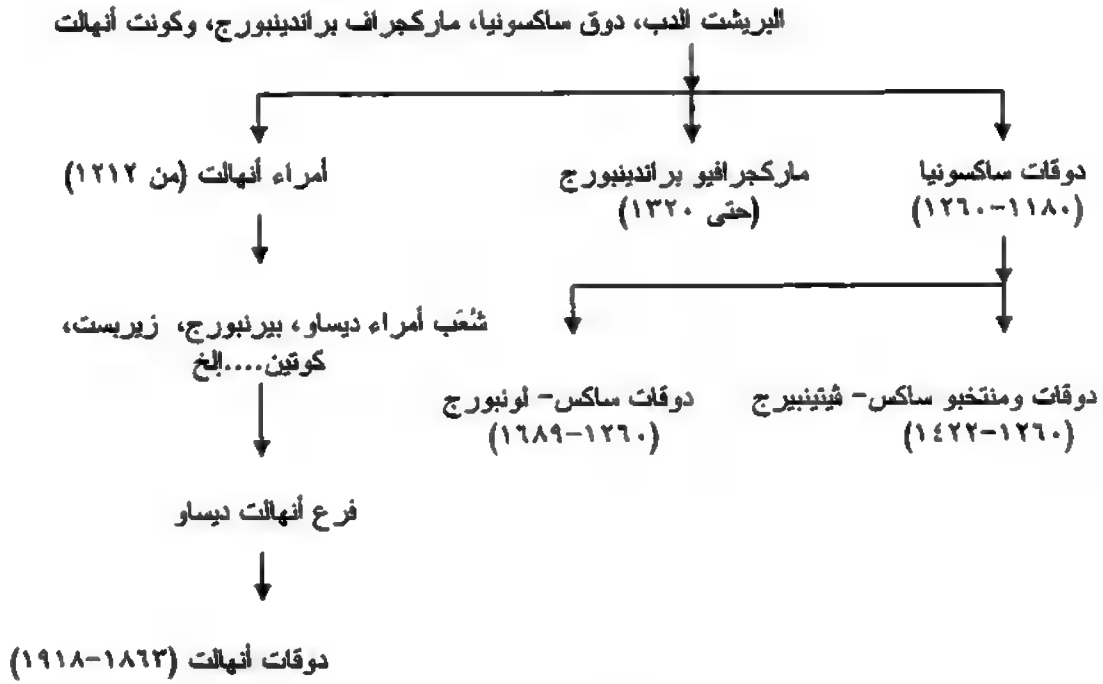 البريشت الدب، دوق ساكسونيا، ماركجراف براندينبورج، وكونت أنهالت
دوقات ساكسونيا
(١١٨٠-١٢٦٠)
ماركجرافيو براندينبورج
(حتى ١٣٢٠)
أمراء أنهالت (من ١٢١٢)
شُعَب أمراء ديساو، بيرنبورج، زيربست،
كوتين....إلخ
دوقات ومنتخبو ساكس- ڤيتينبيرج
(١٢٦٠-١٤٢٢)
دوقات ساكس- لونبورج
(١٢٦٠-١٦٨٩)
فرع أنهالت ديساو
دوقات أنهالت (١٨٦٣-١٩١٨)